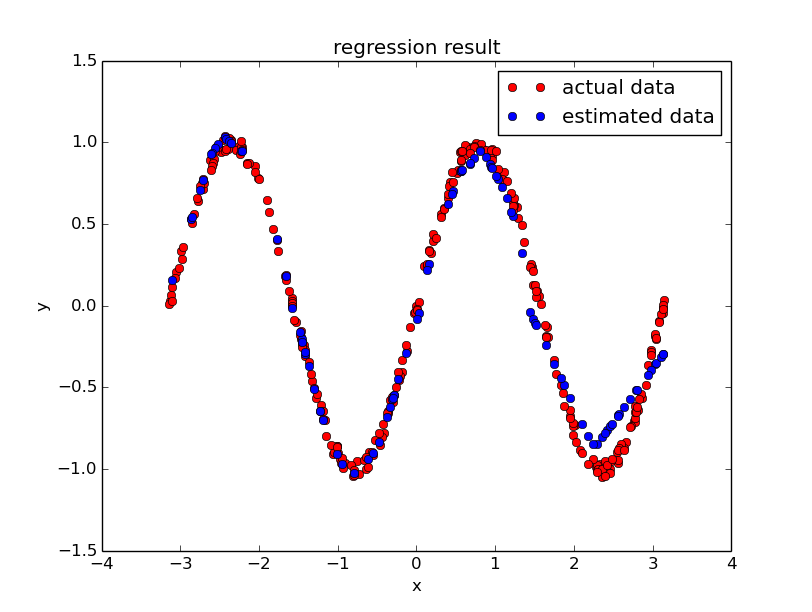 regression result
actual data
estimated data
1.5
1.0
0.5
0.0
−0.5
−1.0
−1.5
y
−4 −3 −2 −1 0 1 2 3 4
x